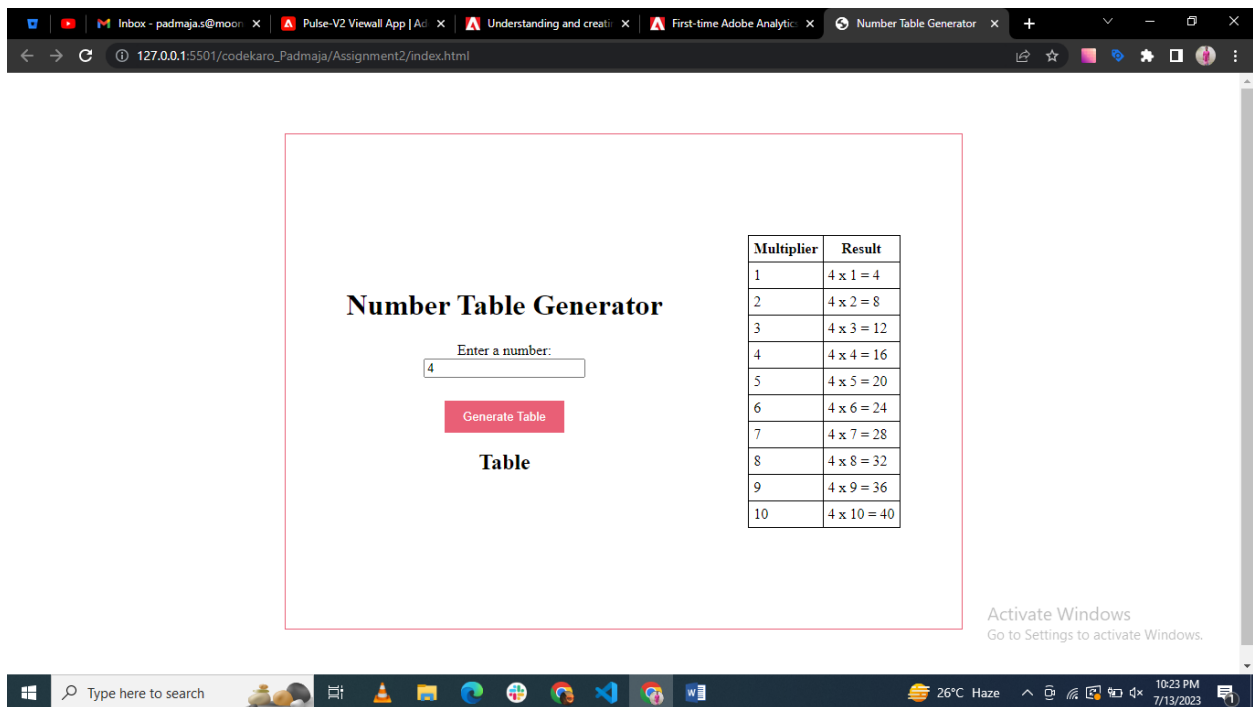 Inbox - padmaja.s@moon
Pulse-V2 Viewall App | Ad
Understanding and creatin
First-time Adobe Analytics
Number Table Generator
127.0.0.1:5501/codekaro_Padmaja/Assignment2/index.html
Number Table Generator
Enter a number:
4
Generate Table
Table
Multiplier Result
1 4 x 1 = 4
2 4 x 2 = 8
3 4 x 3 = 12
4 4 x 4 = 16
5 4 x 5 = 20
6 4 x 6 = 24
7 4 x 7 = 28
8 4 x 8 = 32
9 4 x 9 = 36
10 4 x 10 = 40
Activate Windows
Go to Settings to activate Windows.
Type here to search
26°C Haze
10:23 PM
7/13/2023
1